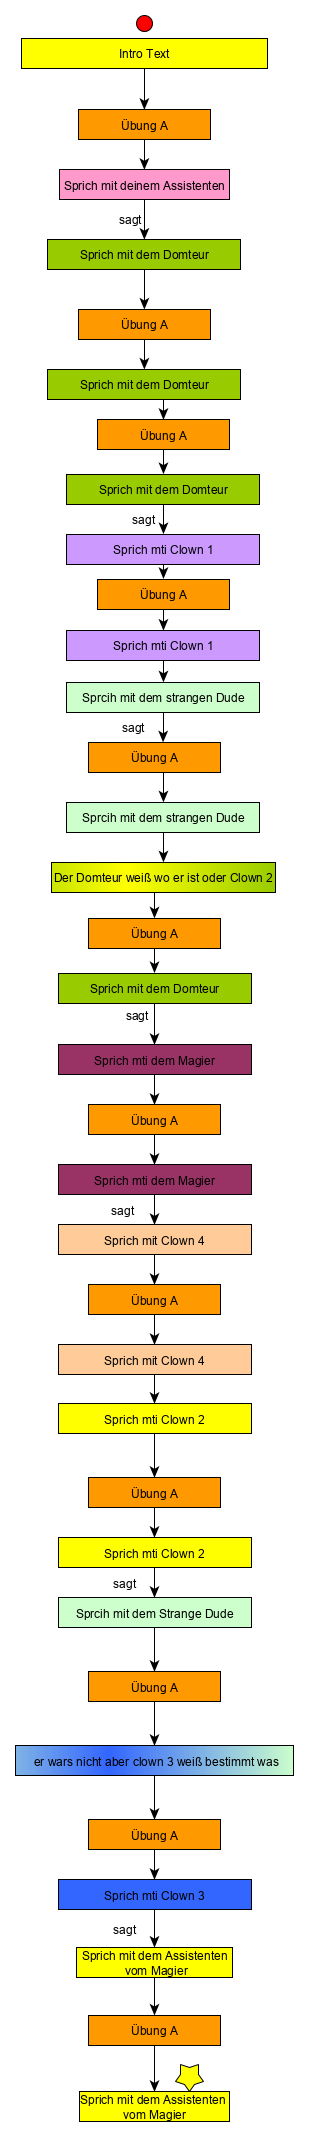 Intro Text
Übung A
Sprich mit deinem Assistenten
sagt
Sprich mit dem Domteur
Übung A
Sprich mit dem Domteur
Übung A
Sprich mit dem Domteur
sagt
Sprich mti Clown 1
Übung A
Sprich mti Clown 1
Sprcih mit dem strangen Dude
sagt
Übung A
Sprcih mit dem strangen Dude
Der Domteur weiß wo er ist oder Clown 2
Übung A
Sprich mit dem Domteur
sagt
Sprich mti dem Magier
Übung A
Sprich mti dem Magier
sagt
Sprich mit Clown 4
Übung A
Sprich mit Clown 4
Sprich mti Clown 2
Übung A
Sprich mti Clown 2
sagt
Sprcih mit dem Strange Dude
Übung A
er wars nicht aber clown 3 weiß bestimmt was
Übung A
Sprich mti Clown 3
sagt
Sprich mit dem Assistenten
vom Magier
Übung A
Sprich mit dem Assistenten
vom Magier